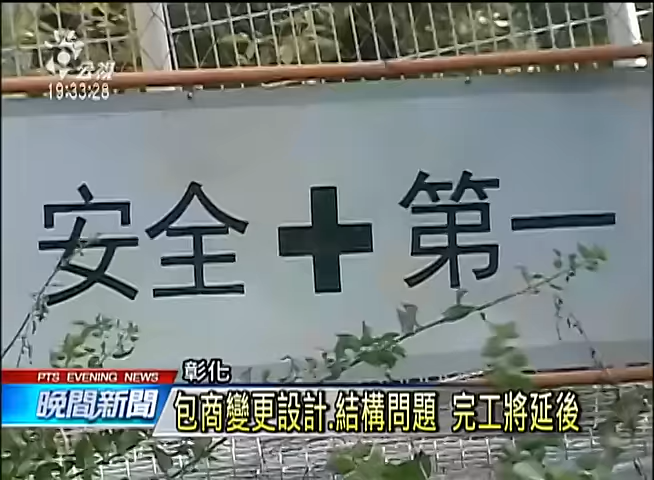 公視
19:33:28
安全+第一
彰化
PTS EVENING NEWS
晚間新聞
包商變更設計.結構問題 完工將延後